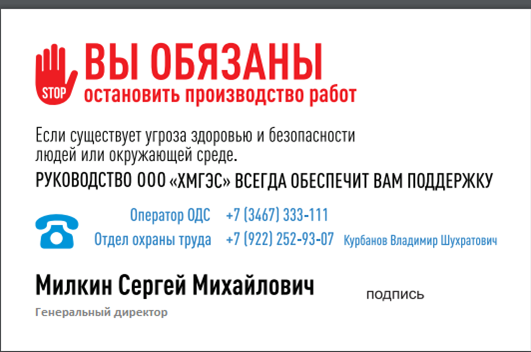 STOP
ВЫ ОБЯЗАНЫ
остановить производство работ
Если существует угроза здоровью и безопасности
людей или окружающей среде.
РУКОВОДСТВО ООО «ХМГЭС» ВСЕГДА ОБЕСПЕЧИТ ВАМ ПОДДЕРЖКУ
Оператор ОДС +7 (3467) 333-111
Отдел охраны труда +7 (922) 252-93-07 Курбанов Владимир Шухратович
Милкин Сергей Михайлович подпись
Генеральный директор